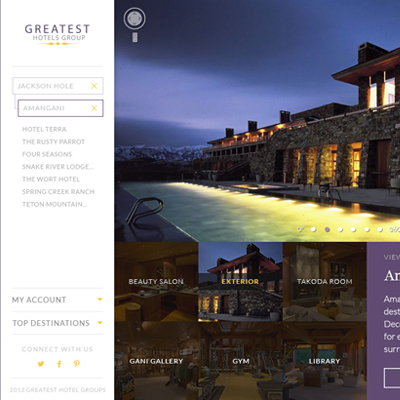 GREATEST
HOTELS GROUP
JACKSON HOLE
AMANGANI
HOTEL TERRA
THE RUSTY PARROT
FOUR SEASONS
SNAKE RIVER LODGE...
THE WORT HOTEL
SPRING CREEK RANCH
TETON MOUNTAIN...
MY ACCOUNT
TOP DESTINATIONS
CONNECT WITH US
2013 GREATEST HOTEL GROUPS
BEAUTY SALON
EXTERIOR
TAKODA ROOM
GANI GALLERY
GYM
LIBRARY
VIEW
Am
Ama
dest
Dec
for e
surr